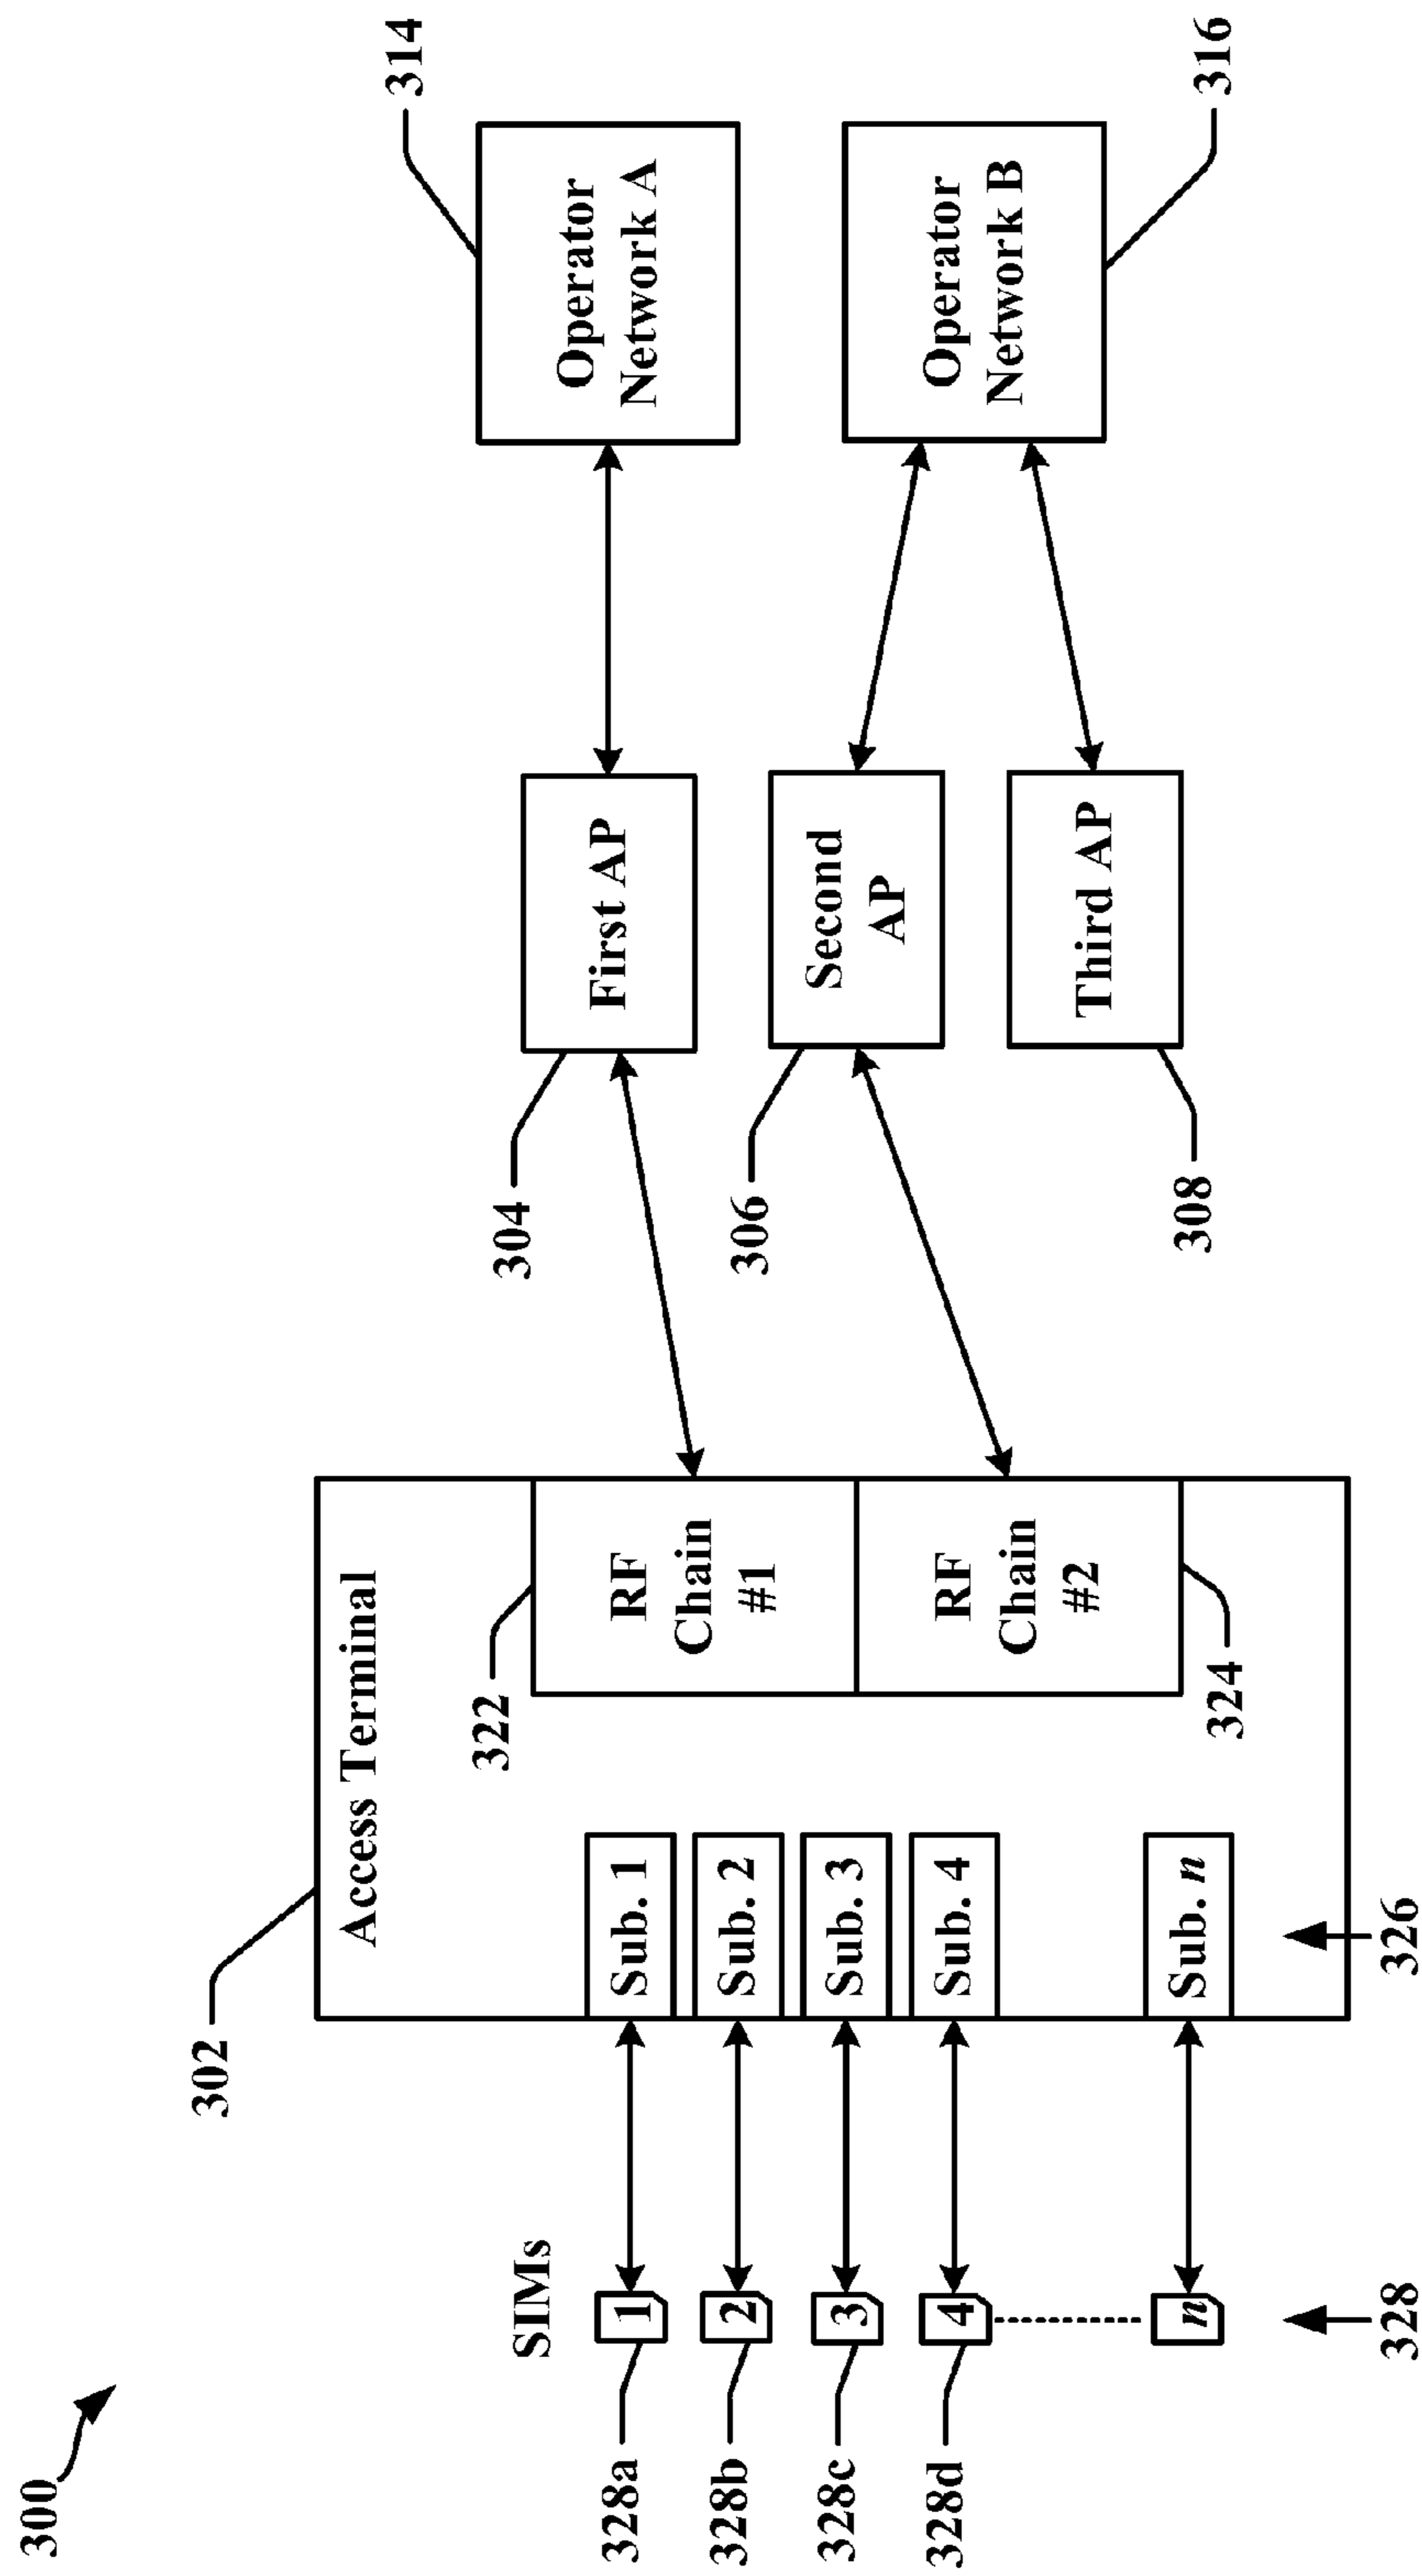 300
302
Access Terminal
SIMs
1
2
3
4
n
328a
328b
328c
328d
328
Sub. 1
Sub. 2
Sub. 3
Sub. 4
Sub. n
326
322
RF
Chain
#1
RF
Chain
#2
324
304
First AP
306
Second
AP
308
Third AP
314
Operator
Network A
Operator
Network B
316